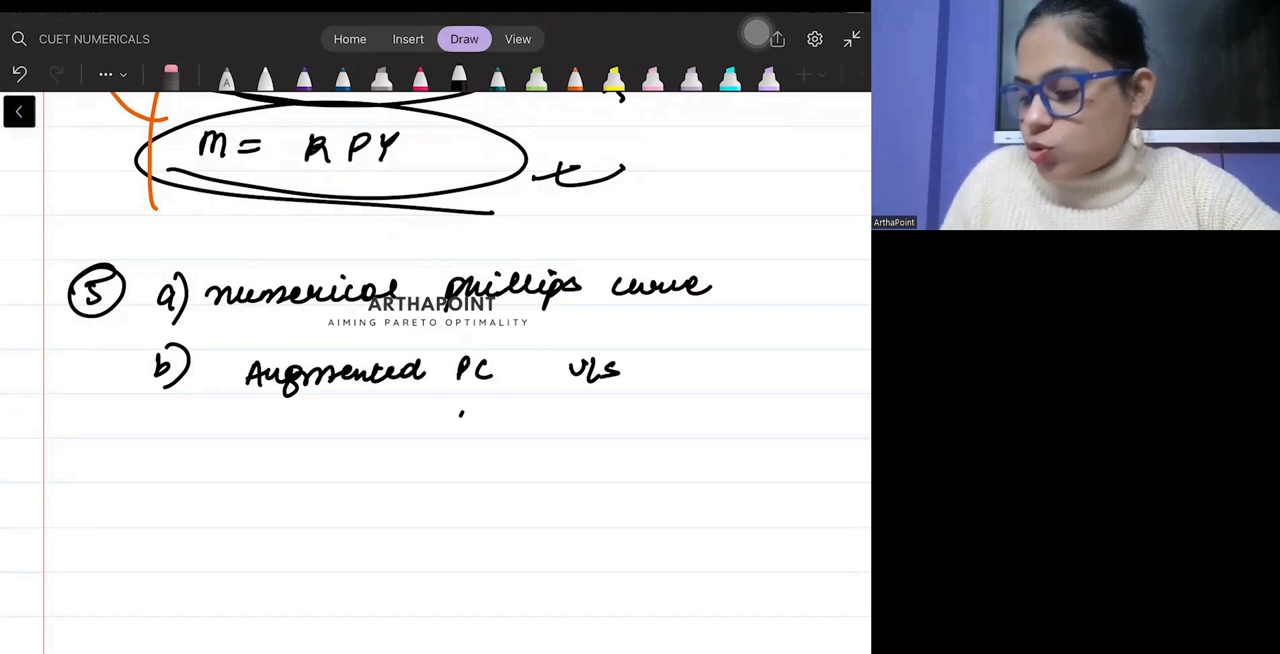 CUET NUMERICALS
Home Insert Draw View
A
M = RPY
5 a) Numerical phillips curve
ARTHAPOINT
AIMING PARETO OPTIMALITY
b) Augmented PC v/s
ArthaPoint